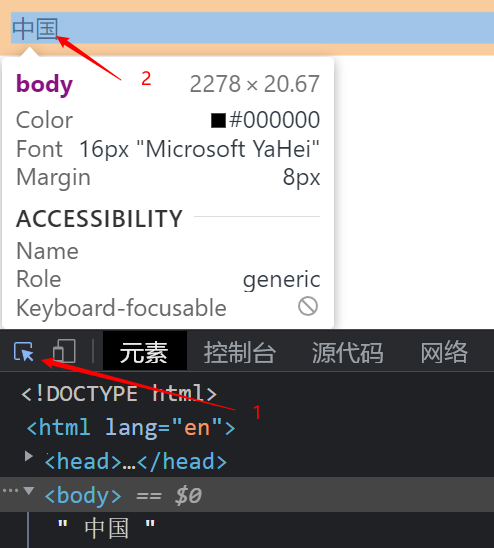 中国
2
body 2278 × 20.67
Color #000000
Font 16px "Microsoft YaHei"
Margin 8px
ACCESSIBILITY
Name
Role generic
Keyboard-focusable
元素 控制台 源代码 网络
<!DOCTYPE html>
1
<html lang="en">
<head>…</head>
<body> == $0
" 中国 "